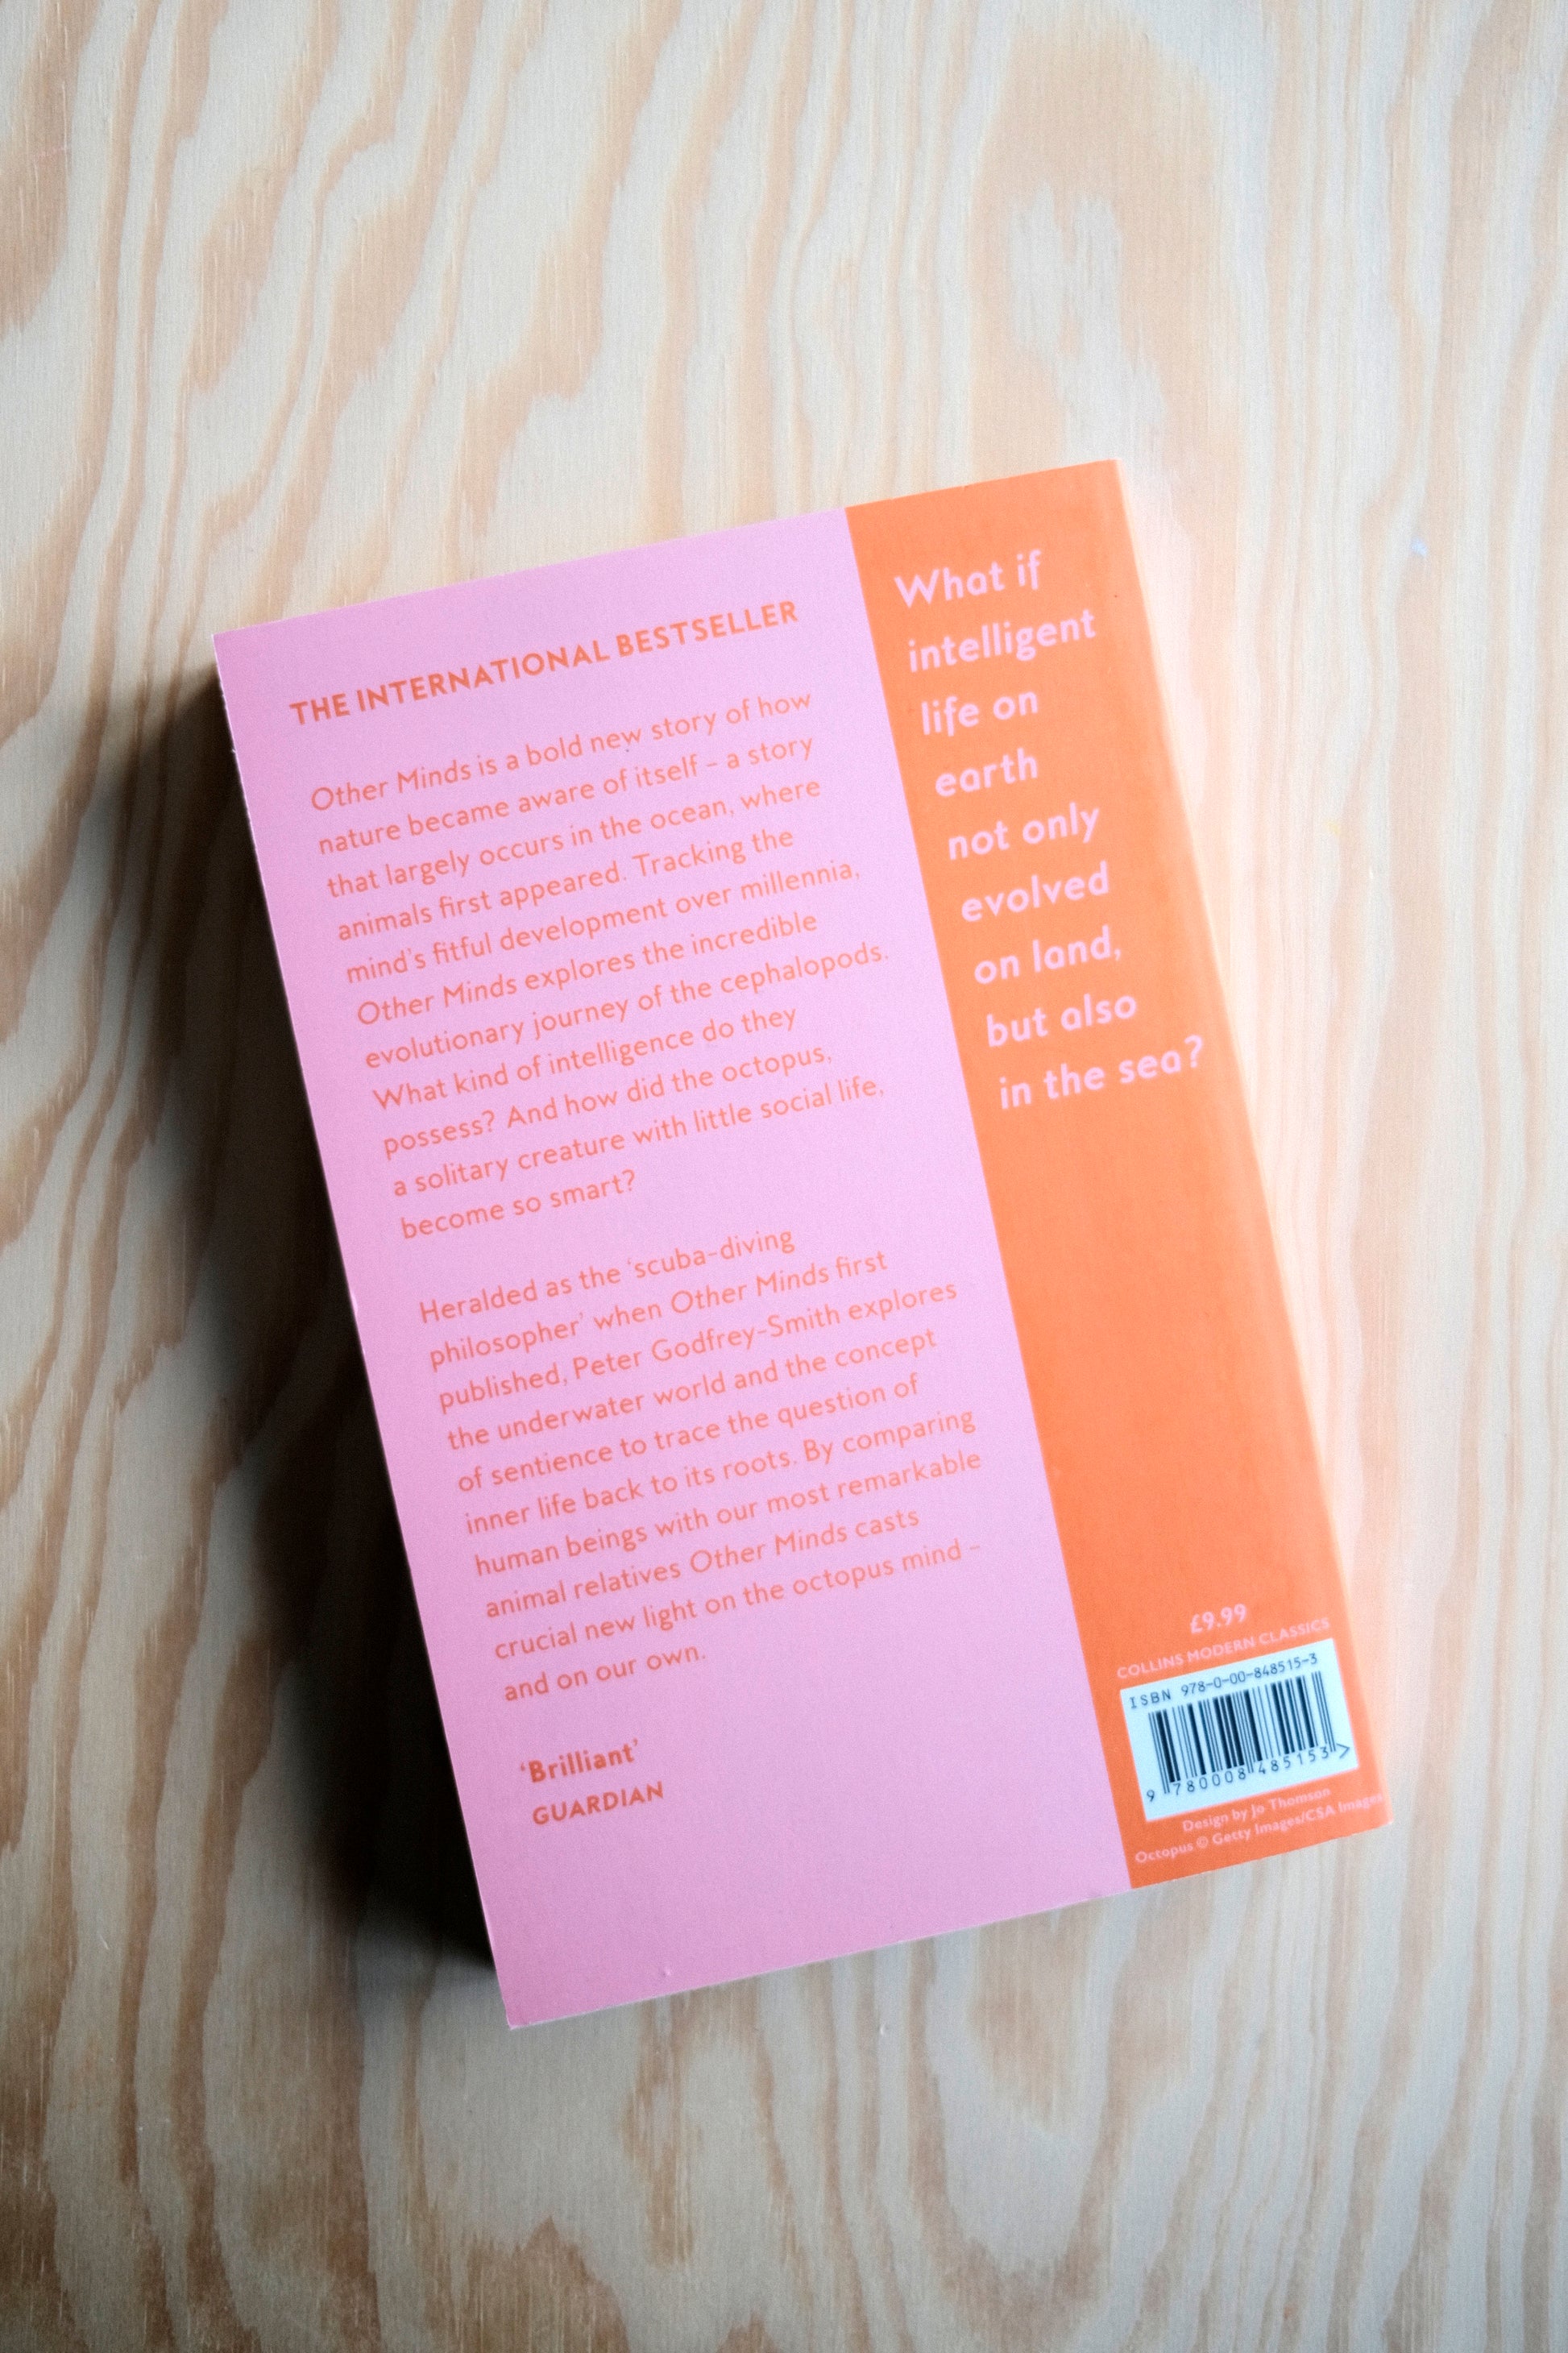 THE INTERNATIONAL BESTSELLER
Other Minds is a bold new story of how
nature became aware of itself – a story
that largely occurs in the ocean, where
animals first appeared. Tracking the
mind's fitful development over millennia,
Other Minds explores the incredible
evolutionary journey of the cephalopods.
What kind of intelligence do they
possess? And how did the octopus,
a solitary creature with little social life,
become so smart?
Heralded as the 'scuba-diving
philosopher' when Other Minds first
published, Peter Godfrey-Smith explores
the underwater world and the concept
of sentience to trace the question of
inner life back to its roots. By comparing
human beings with our most remarkable
animal relatives Other Minds casts
crucial new light on the octopus mind –
and on our own.
'Brilliant'
GUARDIAN
What if
intelligent
life on
earth
not only
evolved
on land,
but also
in the sea?
£9.99
COLLINS MODERN CLASSICS
ISBN 978-0-00-848515-3
9 780008 485153 >
Design by Jo Thomson
Octopus © Getty Images/CSA Images